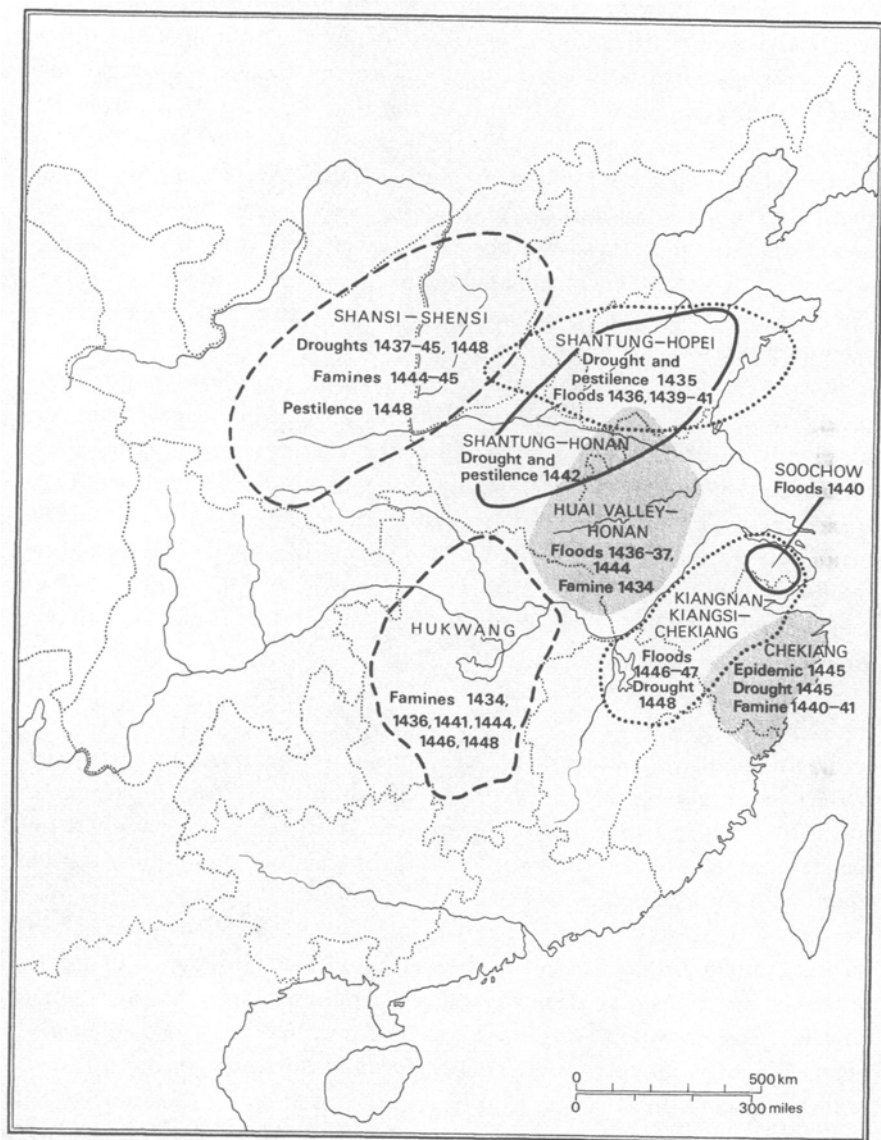 SHANSI–SHENSI
Droughts 1437–45, 1448
Famines 1444–45
Pestilence 1448
SHANTUNG–HOPEI
Drought and
pestilence 1435
Floods 1436, 1439–41
SHANTUNG–HONAN
Drought and
pestilence 1442
SOOCHOW
Floods 1440
HUAI VALLEY–
HONAN
Floods 1436–37,
1444
Famine 1434
KIANGNAN–
KIANGSI–
CHEKIANG
Floods
1446–47
Drought
1448
HUKWANG
Famines 1434,
1436, 1441, 1444,
1446, 1448
CHEKIANG
Epidemic 1445
Drought 1445
Famine 1440–41
0 500 km
0 300 miles